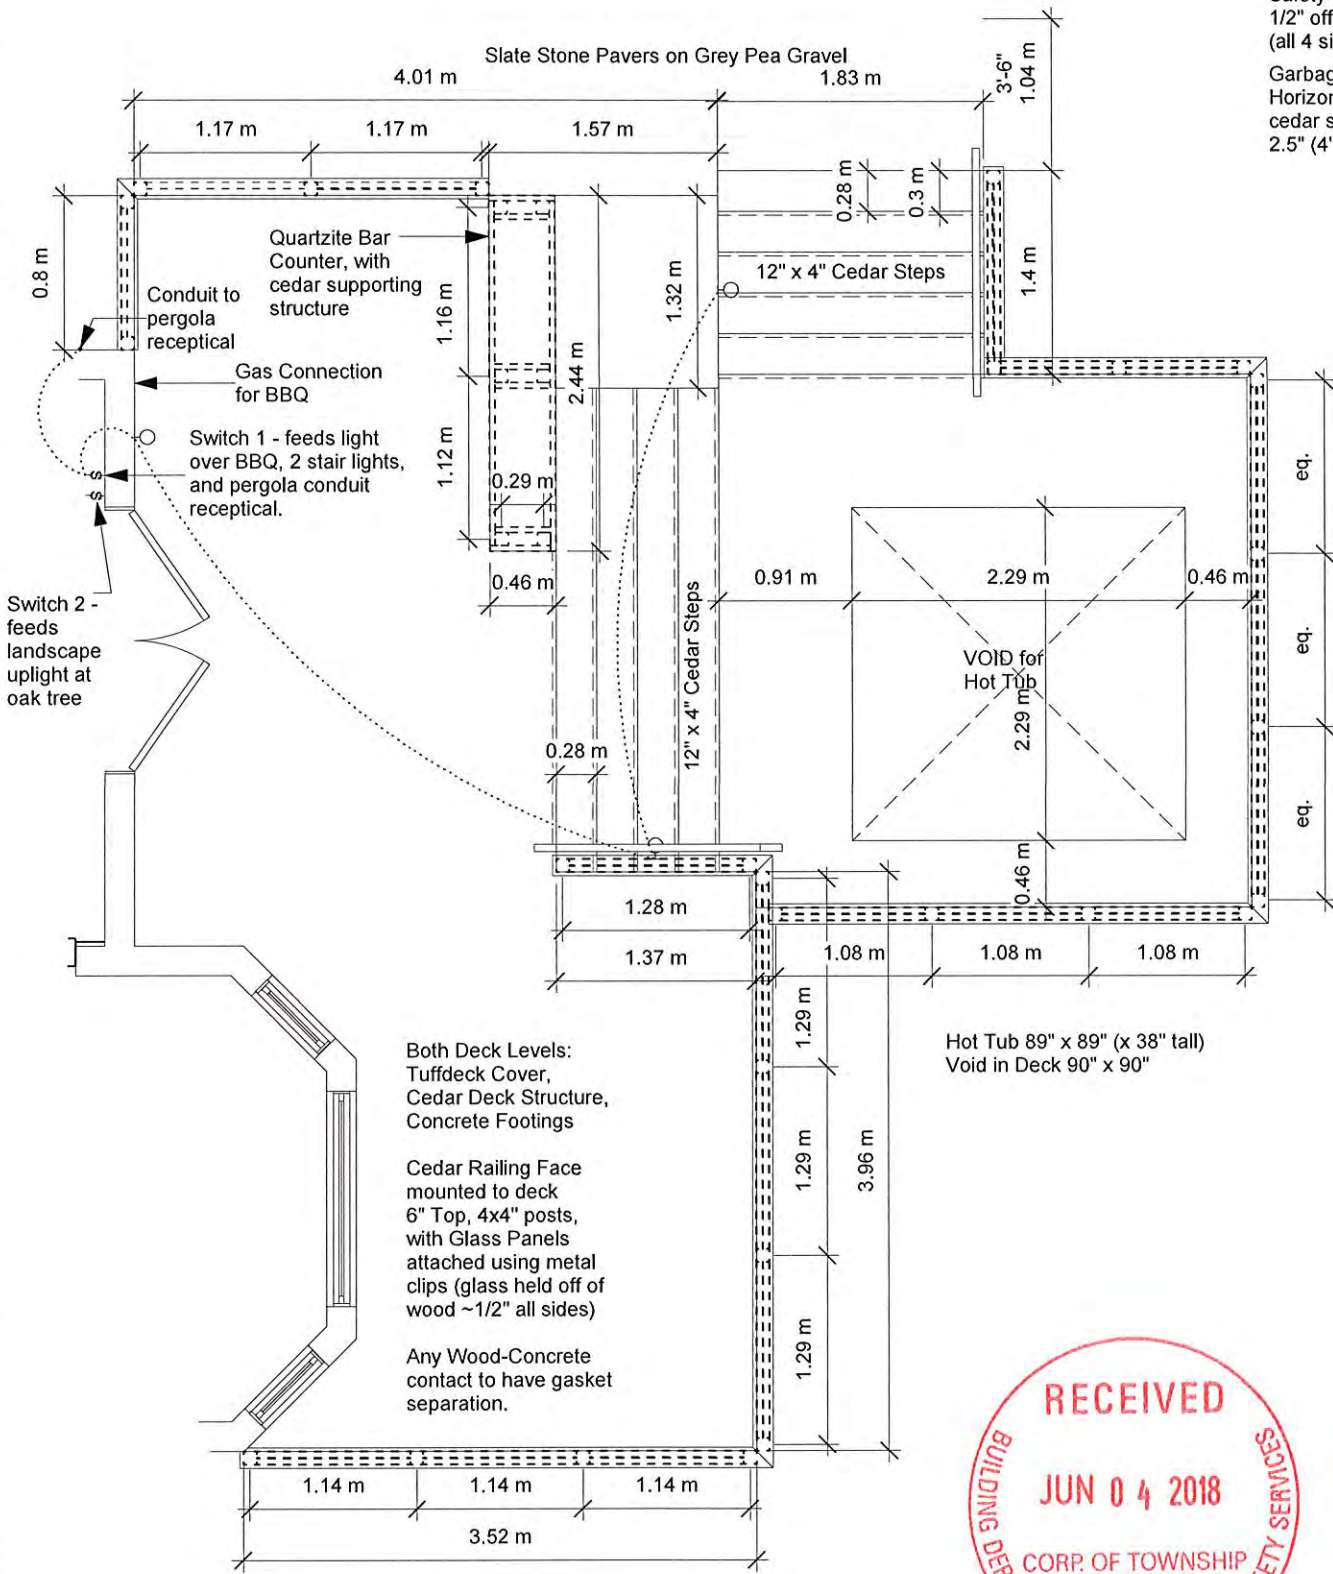 1/2" off
(all 4
Horizon
cedar
2.5" (4'
Slate Stone Pavers on Grey Pea Gravel
4.01 m
1.83 m
3'-6"
1.04 m
1.17 m
1.17 m
1.57 m
0.28 m
0.3 m
0.8 m
Quartzite Bar
Counter, with
cedar supporting
structure
1.16 m
1.32 m
12" x 4" Cedar Steps
1.4 m
Conduit to
pergola
receptical
Gas Connection
for BBQ
2.44 m
Switch 1 - feeds light
over BBQ, 2 stair lights,
and pergola conduit
receptical.
1.12 m
0.29 m
eq.
S
S
0.46 m
0.91 m
2.29 m
0.46 m
Switch 2 -
feeds
landscape
uplight at
oak tree
12" x 4" Cedar Steps
VOID for
Hot Tub
2.29 m
eq.
0.28 m
eq.
0.46 m
1.28 m
1.37 m
1.08 m
1.08 m
1.08 m
1.29 m
Hot Tub 89" x 89" (x 38" tall)
Void in Deck 90" x 90"
Both Deck Levels:
Tuffdeck Cover,
Cedar Deck Structure,
Concrete Footings
1.29 m
3.96 m
Cedar Railing Face
mounted to deck
6" Top, 4x4" posts,
with Glass Panels
attached using metal
clips (glass held off of
wood ~1/2" all sides)
1.29 m
Any Wood-Concrete
contact to have gasket
separation.
1.14 m
1.14 m
1.14 m
3.52 m
RECEIVED
JUN 04 2018
CORP. OF TOWNSHIP
BUILDING
SERVICES